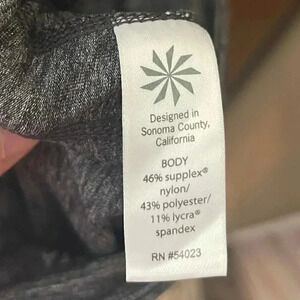 Designed in
Sonoma County,
California
BODY
46% supplex®
nylon/
43% polyester/
11% lycra®
spandex
RN #54023